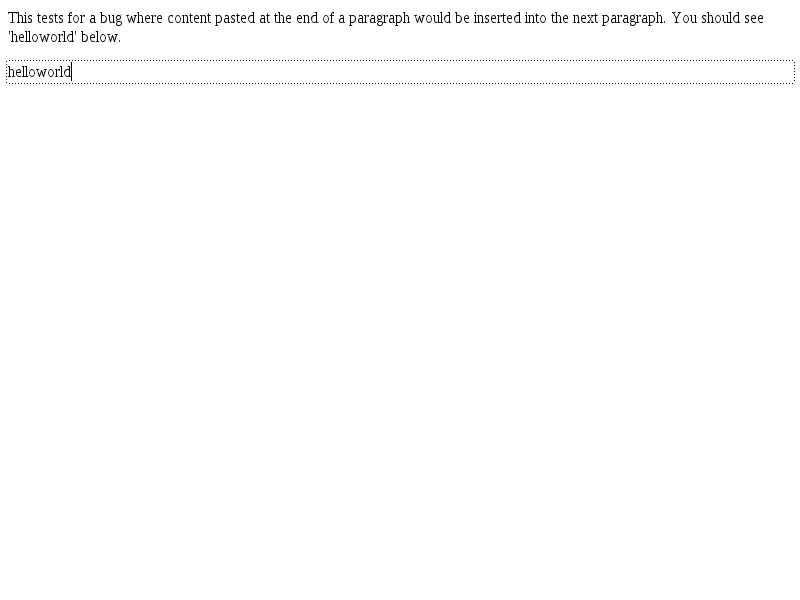 This tests for a bug where content pasted at the end of a paragraph would be inserted into the next paragraph. You should see
'helloworld' below.
helloworld